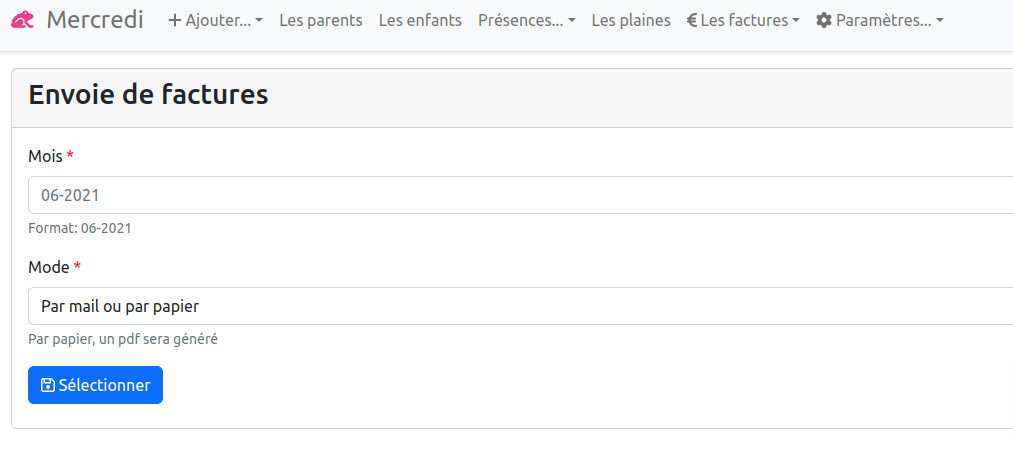 Mercredi + Ajouter... Les parents Les enfants Présences... Les plaines € Les factures Paramètres...
Envoie de factures
Mois *
06-2021
Format: 06-2021
Mode *
Par mail ou par papier
Par papier, un pdf sera généré
Sélectionner